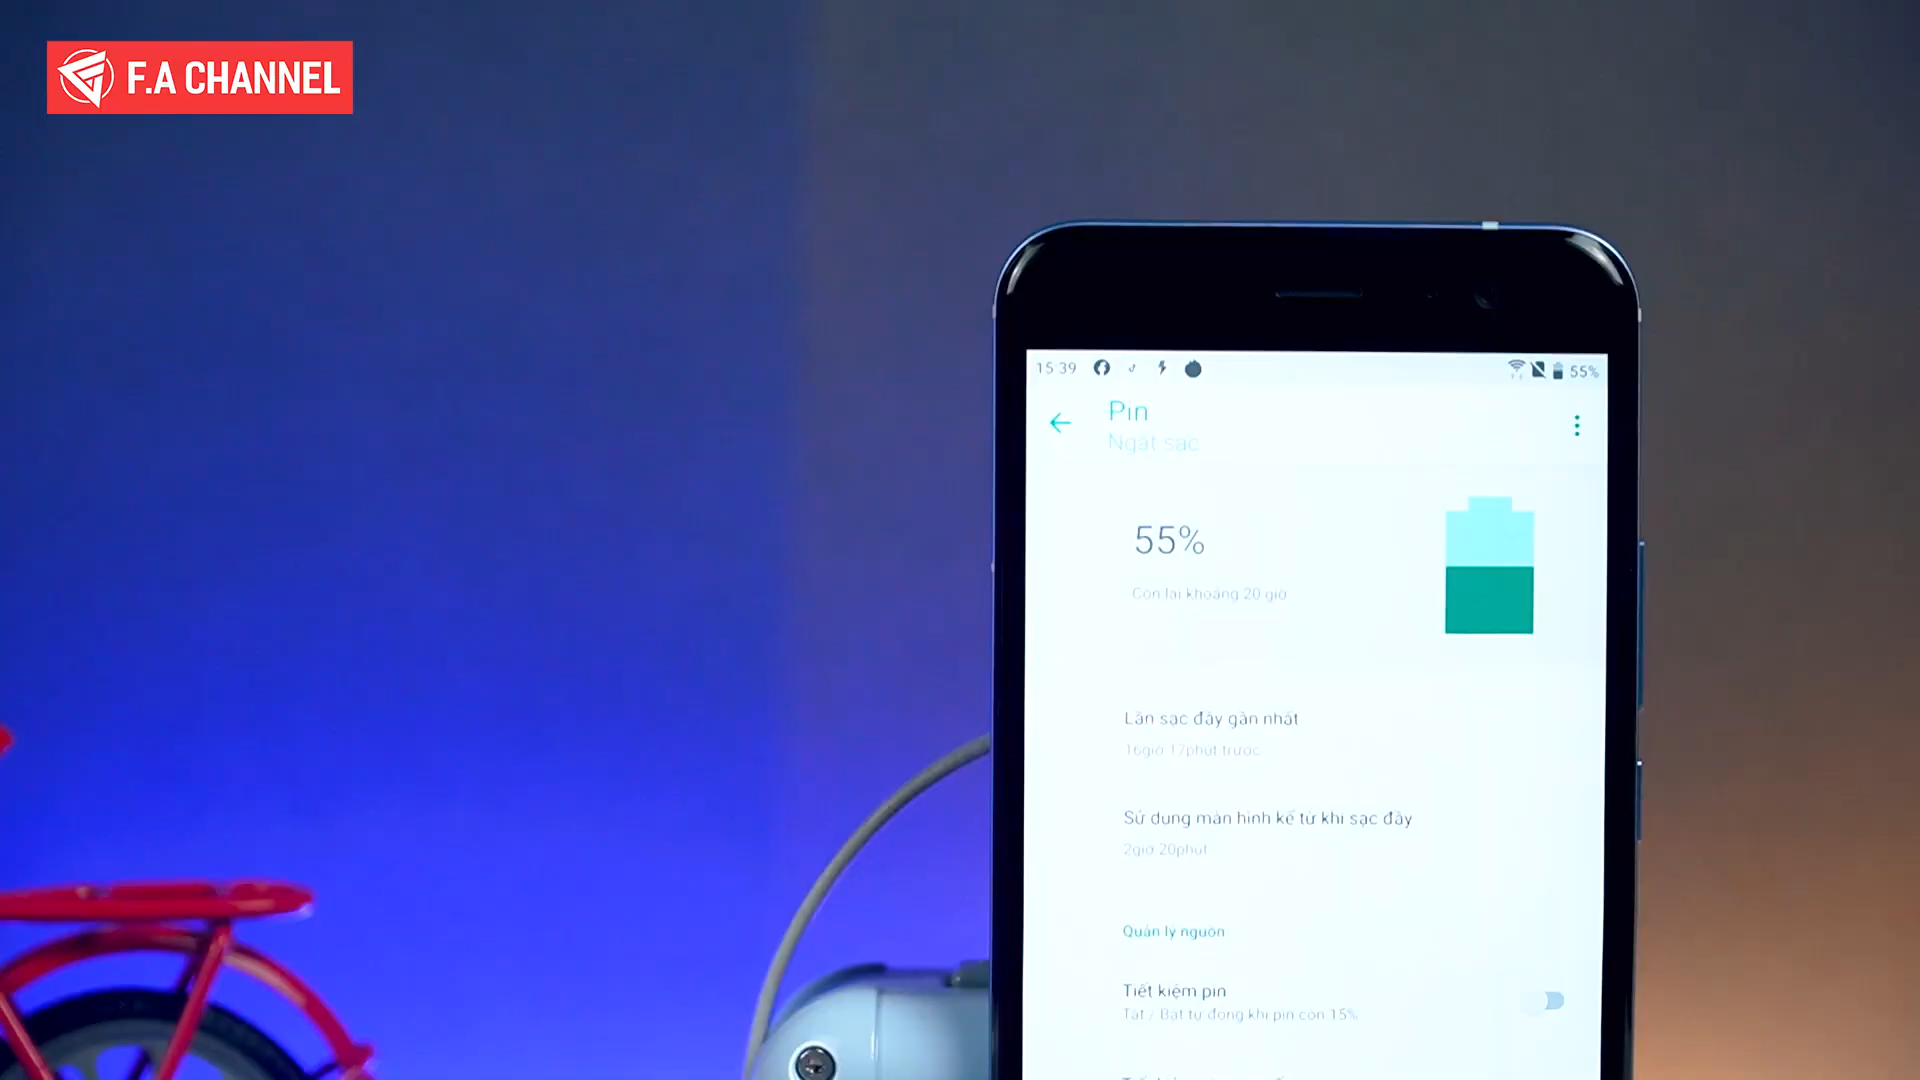 F.A CHANNEL
15 39
55%
Pin
Ngắt sạc
55%
Còn lại khoảng 20 giờ
Lần sạc đầy gần nhất
16giờ 17phút trước
Sử dụng màn hình kể từ khi sạc đầy
2giờ 20phút
Quản lý nguồn
Tiết kiệm pin
Tắt / Bật tự động khi pin còn 15%